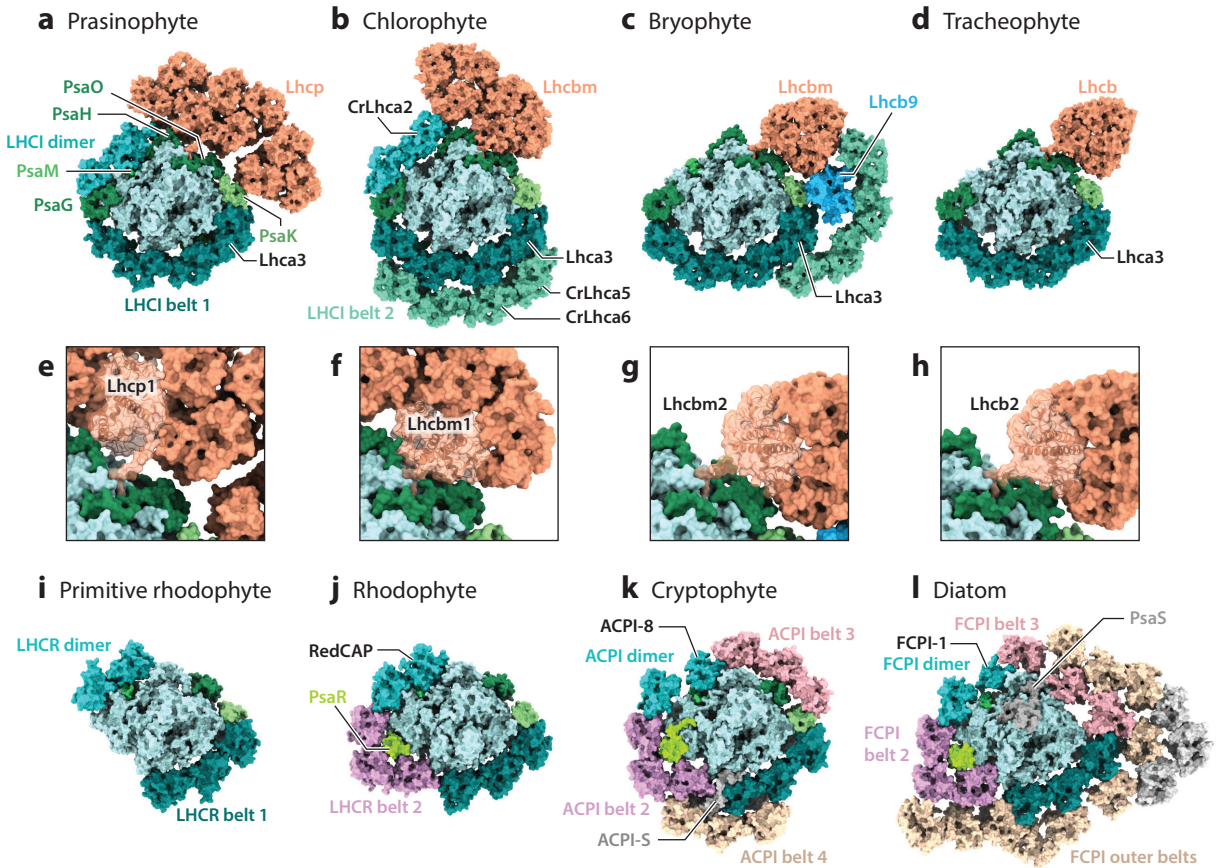 a Prasinophyte
b Chlorophyte
c Bryophyte
d Tracheophyte
PsaO
PsaH
LHCI dimer
PsaM
PsaG
Lhcp
PsaK
Lhca3
LHCI belt 1
CrLhca2
Lhcbm
Lhca3
CrLhca5
CrLhca6
LHCI belt 2
Lhcbm
Lhcb9
Lhca3
Lhcb
Lhca3
e
Lhcp1
f
Lhcbm1
g
Lhcbm2
h
Lhcb2
i Primitive rhodophyte
j Rhodophyte
k Cryptophyte
l Diatom
LHCR dimer
LHCR belt 1
RedCAP
PsaR
LHCR belt 2
ACPI-8
ACPI dimer
ACPI belt 3
ACPI belt 2
ACPI-S
ACPI belt 4
FCPI belt 3
PsaS
FCPI-1
FCPI dimer
FCPI
belt 2
FCPI outer belts